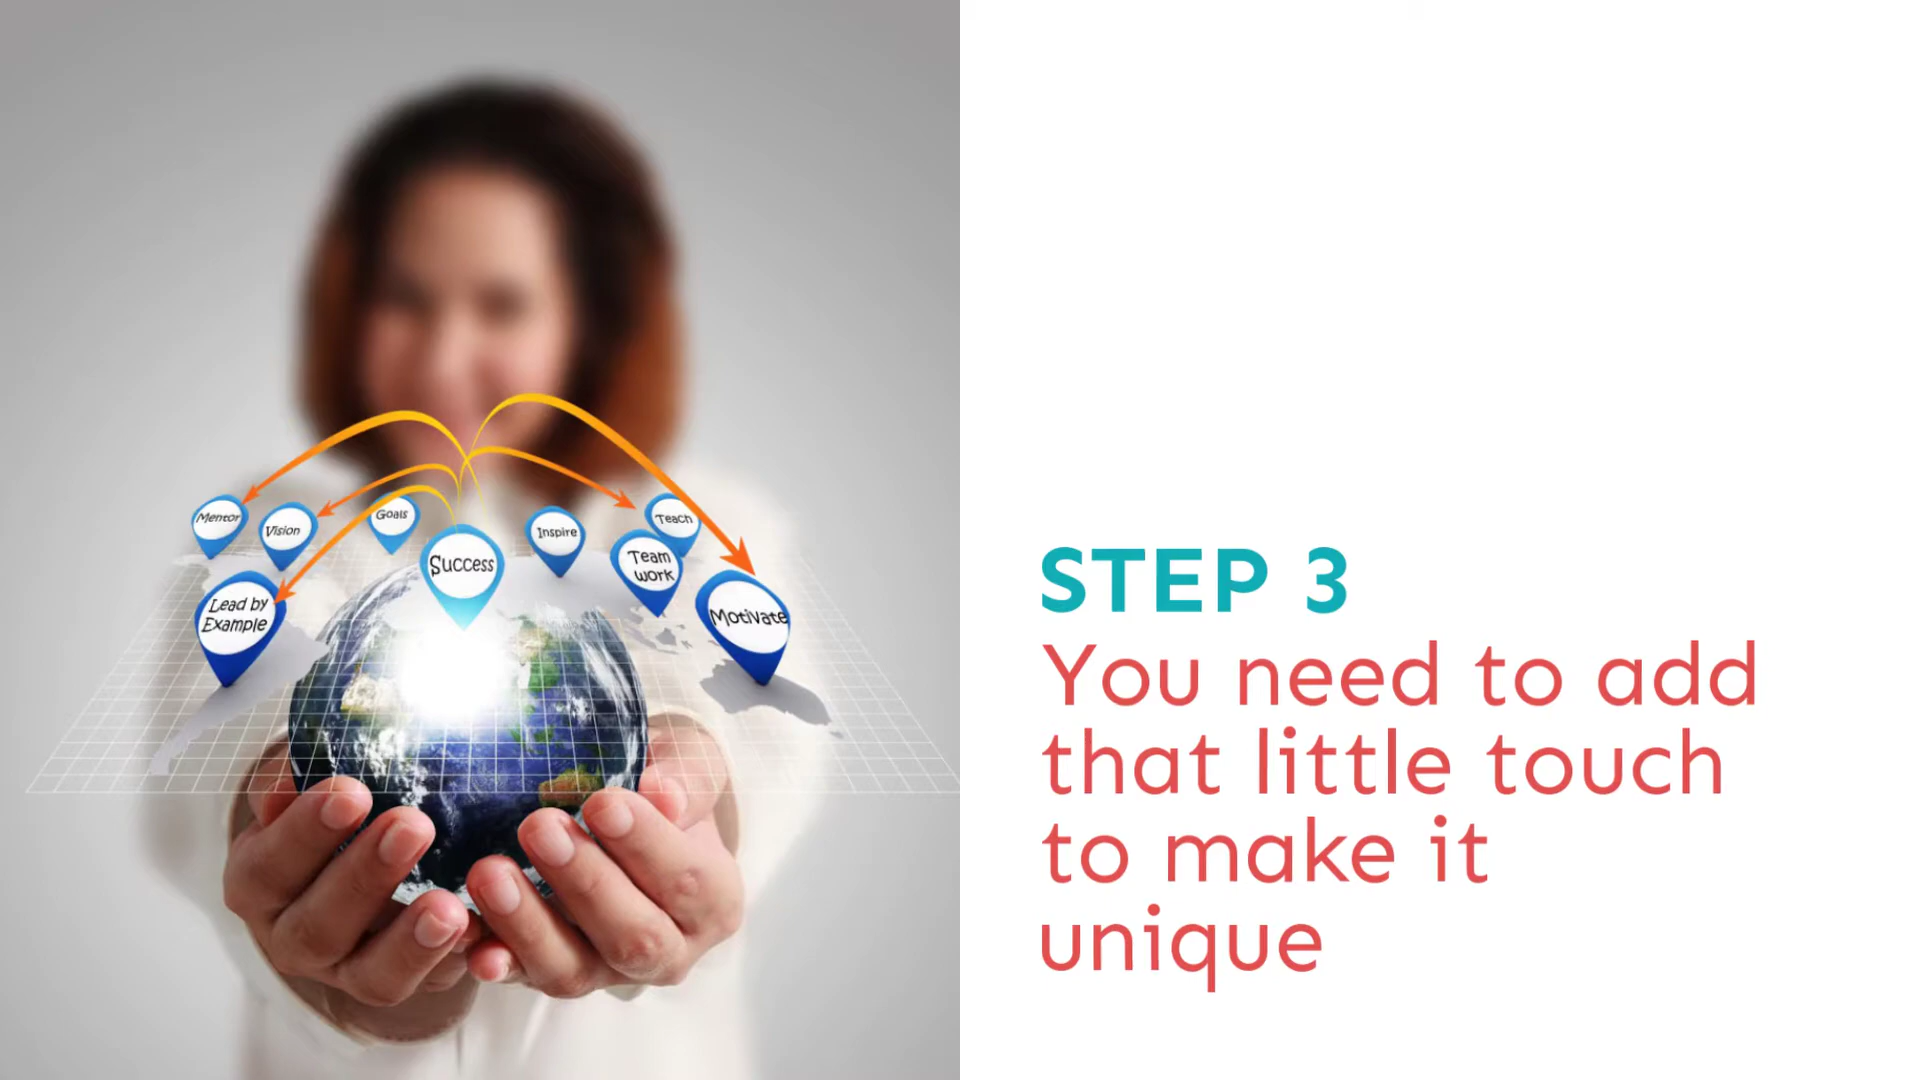 Mentor
Vision
Goals
Success
Inspire
Teach
Team
work
Lead by
Example
Motivate
STEP 3
You need to add
that little touch
to make it
unique